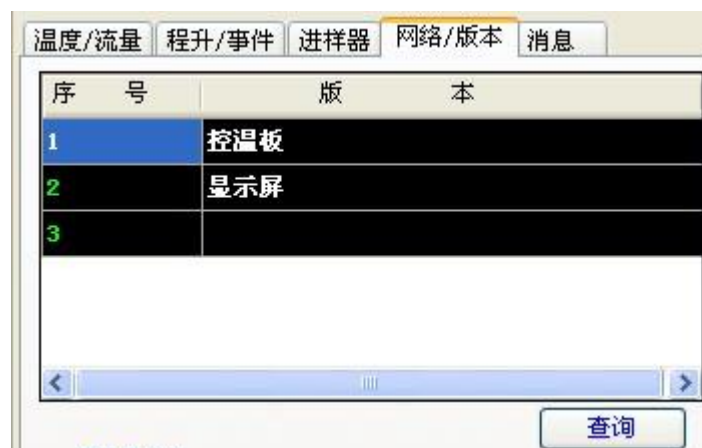 温度/流量 程升/事件 进样器 网络/版本 消息
序 号 版 本
1 控温板
2 显示屏
3
查询